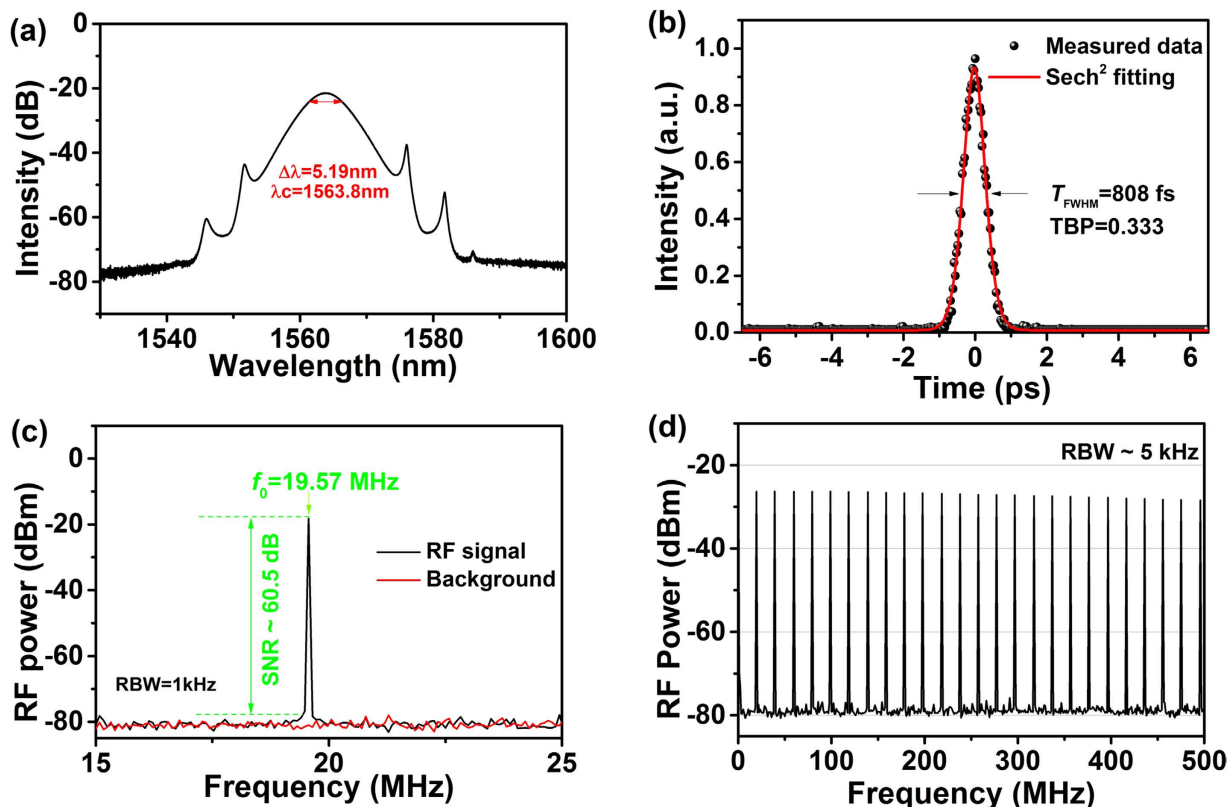 (a)
0
-20
-40
-60
-80
Intensity (dB)
Δλ=5.19nm
λc=1563.8nm
1540 1560 1580 1600
Wavelength (nm)
(b)
1.0
0.8
0.6
0.4
0.2
0.0
Intensity (a.u.)
Measured data
Sech² fitting
T_FWHM=808 fs
TBP=0.333
-6 -4 -2 0 2 4 6
Time (ps)
(c)
0
-20
-40
-60
-80
RF power (dBm)
f₀=19.57 MHz
SNR ~ 60.5 dB
RF signal
Background
RBW=1kHz
15 20 25
Frequency (MHz)
(d)
RBW ~ 5 kHz
-20
-40
-60
-80
RF Power (dBm)
0 100 200 300 400 500
Frequency (MHz)